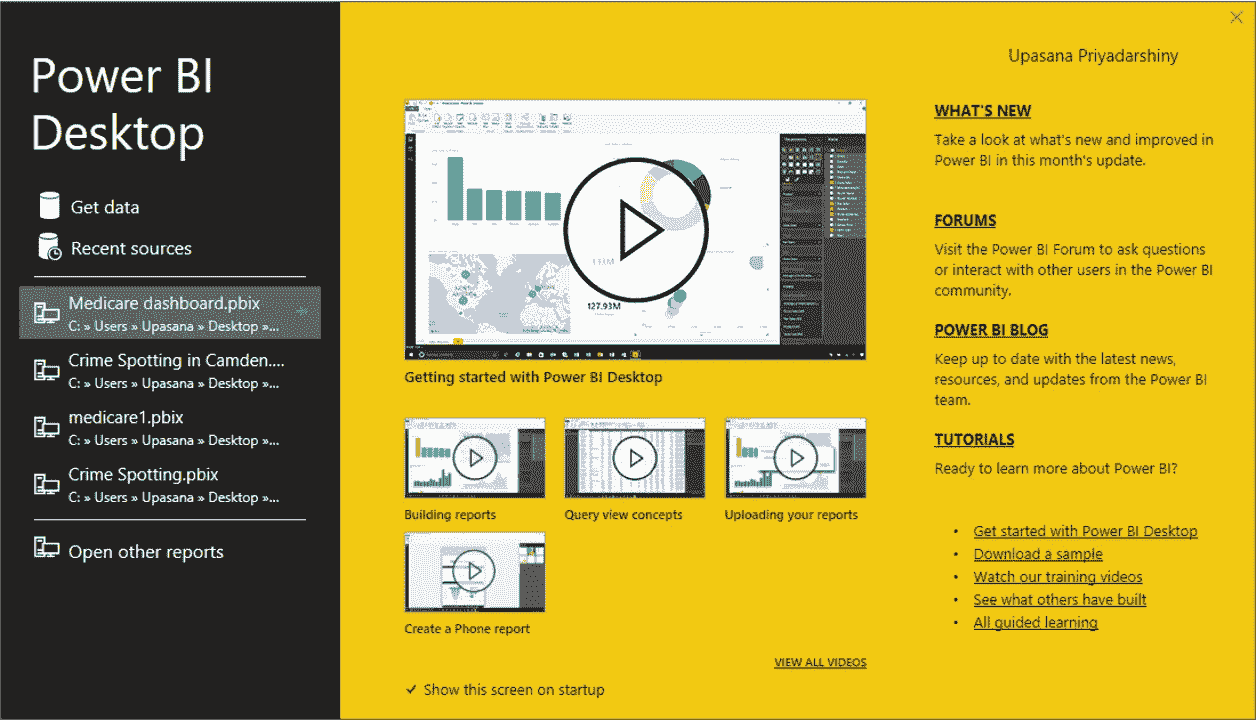 Power BI
Desktop
Get data
Recent sources
Medicare dashboard.pbix
C: » Users » Upasana » Desktop »...
Crime Spotting in Camden....
C: » Users » Upasana » Desktop »...
medicare1.pbix
C: » Users » Upasana » Desktop »...
Crime Spotting.pbix
C: » Users » Upasana » Desktop »...
Open other reports
127.93M
Getting started with Power BI Desktop
Building reports
Query view concepts
Uploading your reports
Create a Phone report
VIEW ALL VIDEOS
Show this screen on startup
Upasana Priyadarshiny
WHAT'S NEW
Take a look at what's new and improved in
Power BI in this month's update.
FORUMS
Visit the Power BI Forum to ask questions
or interact with other users in the Power BI
community.
POWER BI BLOG
Keep up to date with the latest news,
resources, and updates from the Power BI
team.
TUTORIALS
Ready to learn more about Power BI?
• Get started with Power BI Desktop
• Download a sample
• Watch our training videos
• See what others have built
• All guided learning